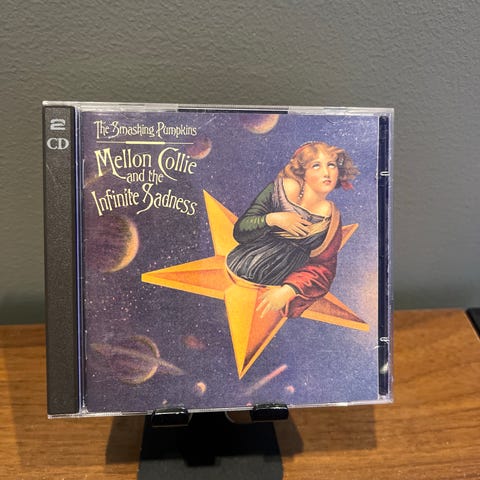 2
CD
The Smashing Pumpkins
Mellon Collie
and the
Infinite Sadness